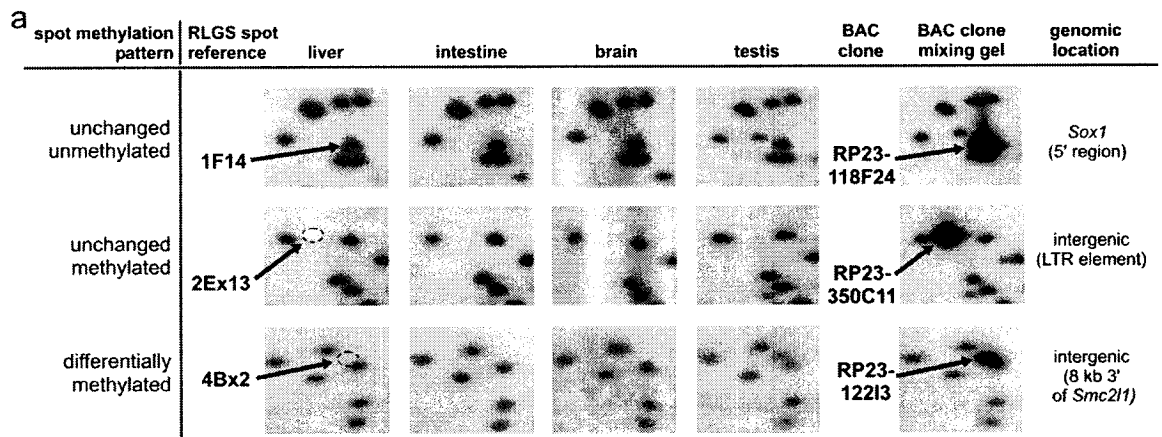 a
spot methylation pattern
RLGS spot reference
liver
intestine
brain
testis
BAC clone
BAC clone mixing gel
genomic location
unchanged
unmethylated
1F14
RP23-
118F24
Sox1
(5' region)
unchanged
methylated
2Ex13
RP23-
350C11
intergenic
(LTR element)
differentially
methylated
4Bx2
RP23-
122I3
intergenic
(8 kb 3'
of Smc2l1)